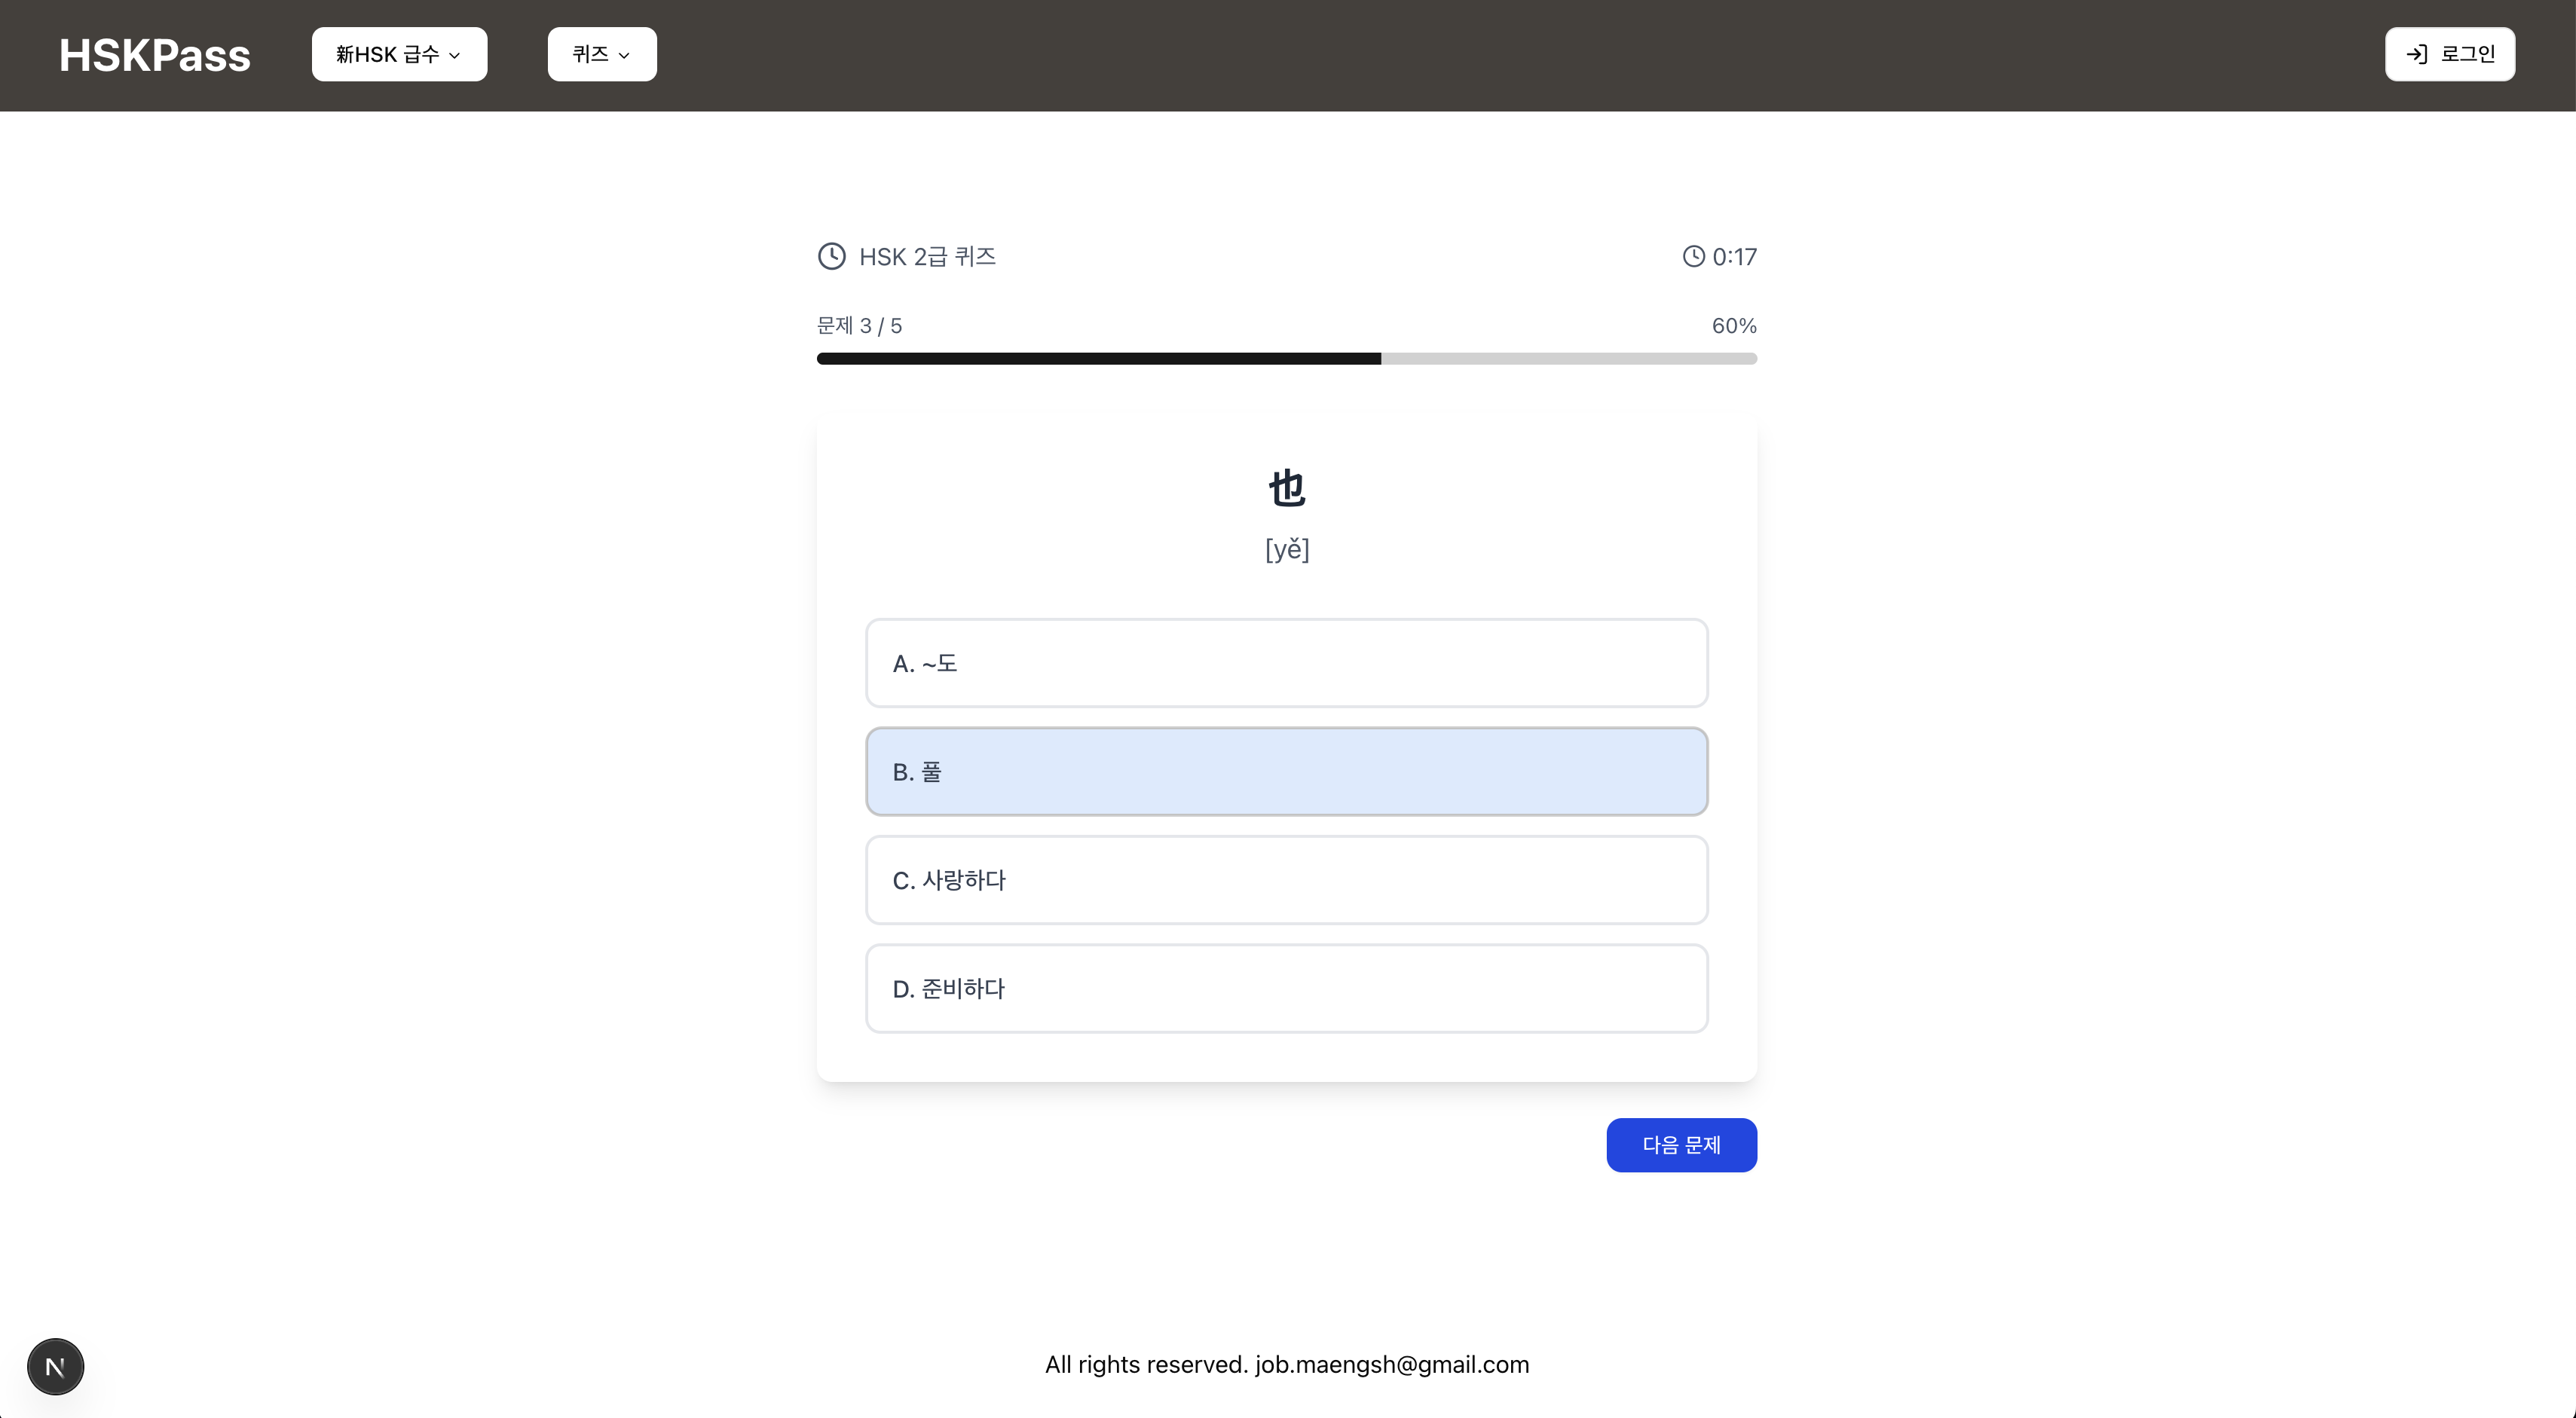 HSKPass
新HSK 급수
퀴즈
로그인
HSK 2급 퀴즈
0:17
문제 3 / 5
60%
也
[yě]
A. ~도
B. 풀
C. 사랑하다
D. 준비하다
다음 문제
N
All rights reserved. job.maengsh@gmail.com